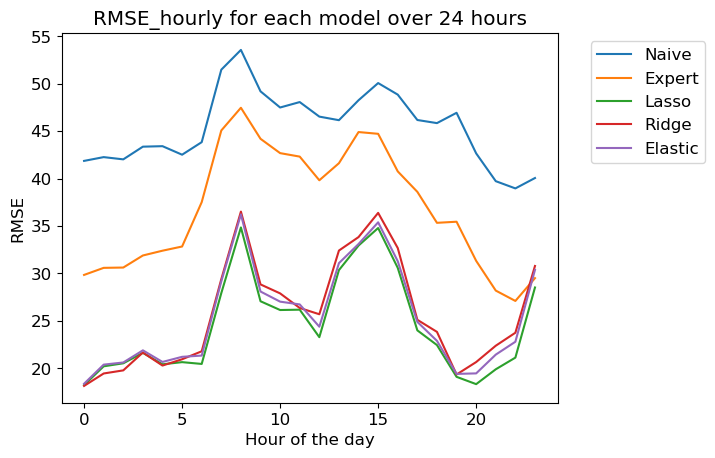 RMSE_hourly for each model over 24 hours
55
50
45
40
35
30
25
20
RMSE
0
5
10
15
20
Hour of the day
Naive
Expert
Lasso
Ridge
Elastic